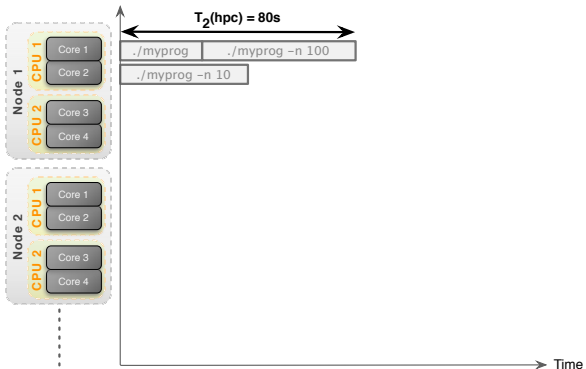 T2(hpc) = 80s
Node 1
CPU 1
Core 1
Core 2
./myprog
./myprog –n 100
./myprog –n 10
CPU 2
Core 3
Core 4
Node 2
CPU 1
Core 1
Core 2
CPU 2
Core 3
Core 4
Time